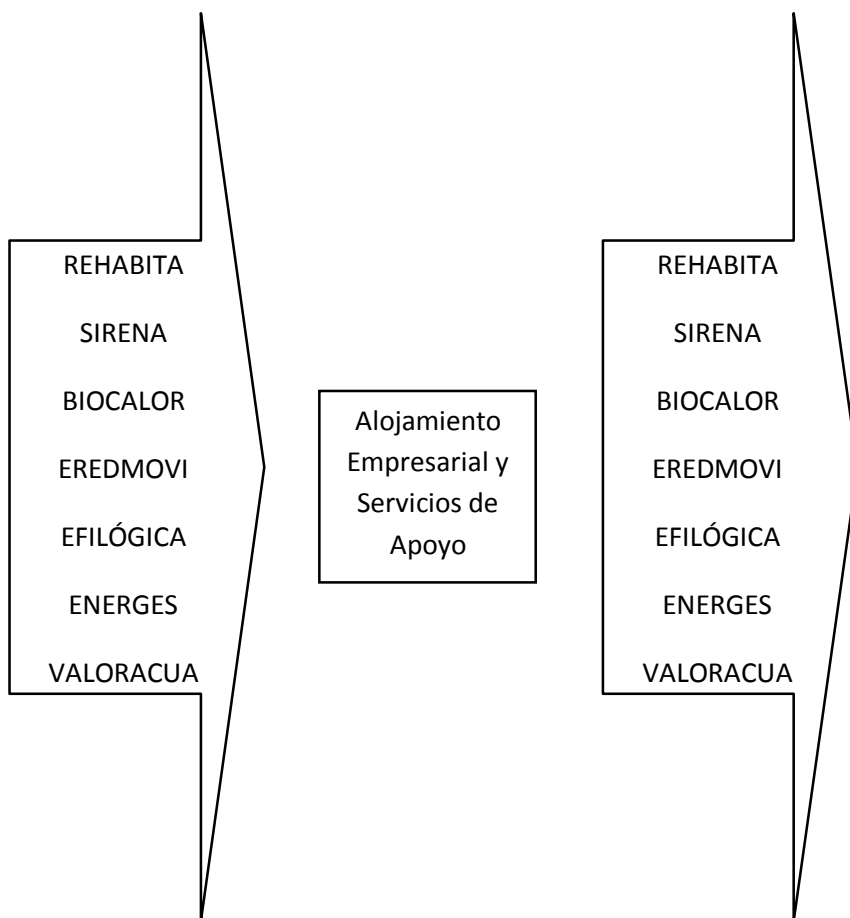 REHABITA
SIRENA
BIOCALOR
EREDMOVI
EFILÓGICA
ENERGES
VALORACUA
Alojamiento
Empresarial y
Servicios de
Apoyo
REHABITA
SIRENA
BIOCALOR
EREDMOVI
EFILÓGICA
ENERGES
VALORACUA